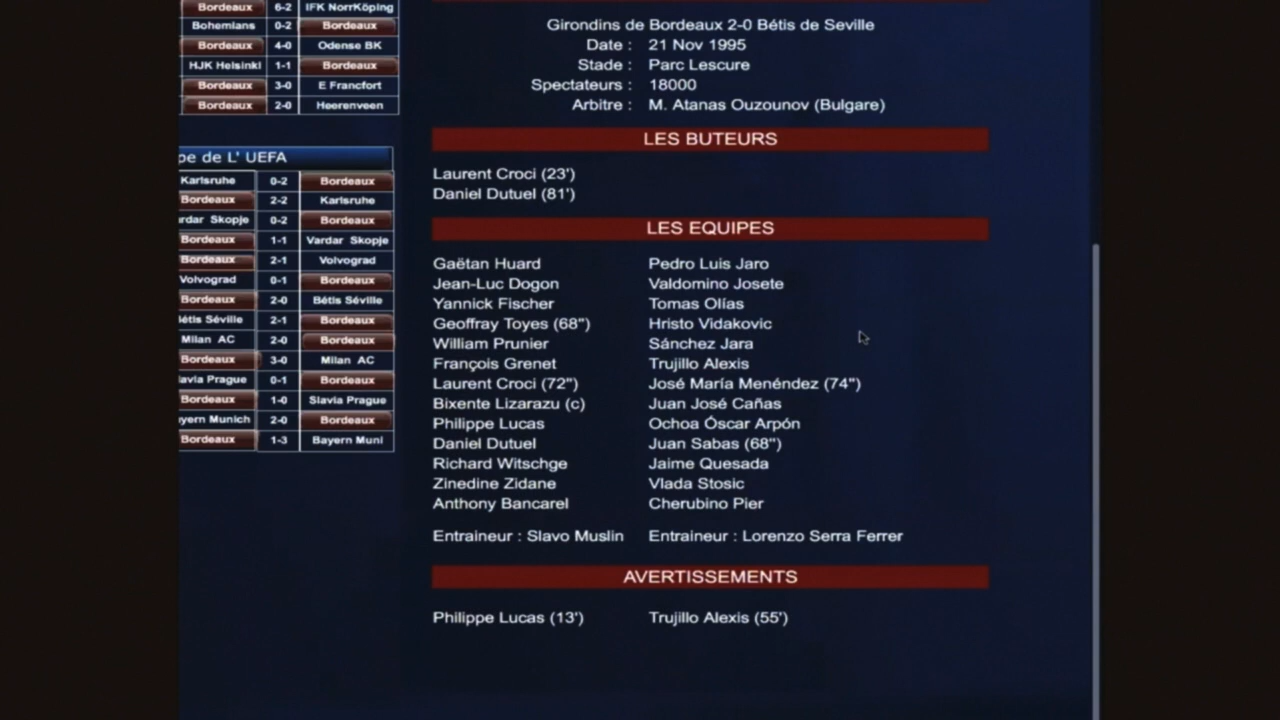 Bordeaux 6-2 IFK NorrKöping
Bohemians 0-2 Bordeaux
Bordeaux 4-0 Odense BK
HJK Helsinki 1-1 Bordeaux
Bordeaux 3-0 E Francfort
Bordeaux 2-0 Heerenveen
pe de L' UEFA
Karlsruhe 0-2 Bordeaux
Bordeaux 2-2 Karlsruhe
rdar Skopje 0-2 Bordeaux
Bordeaux 1-1 Vardar Skopje
Bordeaux 2-1 Volvograd
Volvograd 0-1 Bordeaux
Bordeaux 2-0 Bétis Séville
étis Séville 2-1 Bordeaux
Milan AC 2-0 Bordeaux
Bordeaux 3-0 Milan AC
lavia Prague 0-1 Bordeaux
Bordeaux 1-0 Slavia Prague
yern Munich 2-0 Bordeaux
Bordeaux 1-3 Bayern Muni
Girondins de Bordeaux 2-0 Bétis de Seville
Date : 21 Nov 1995
Stade : Parc Lescure
Spectateurs : 18000
Arbitre : M. Atanas Ouzounov (Bulgare)
LES BUTEURS
Laurent Croci (23')
Daniel Dutuel (81')
LES EQUIPES
Gaëtan Huard Pedro Luis Jaro
Jean-Luc Dogon Valdomino Josete
Yannick Fischer Tomas Olías
Geoffray Toyes (68") Hristo Vidakovic
William Prunier Sánchez Jara
François Grenet Trujillo Alexis
Laurent Croci (72") José María Menéndez (74")
Bixente Lizarazu (c) Juan José Cañas
Philippe Lucas Ochoa Óscar Arpón
Daniel Dutuel Juan Sabas (68")
Richard Witschge Jaime Quesada
Zinedine Zidane Vlada Stosic
Anthony Bancarel Cherubino Pier
Entraineur : Slavo Muslin Entraineur : Lorenzo Serra Ferrer
AVERTISSEMENTS
Philippe Lucas (13') Trujillo Alexis (55')